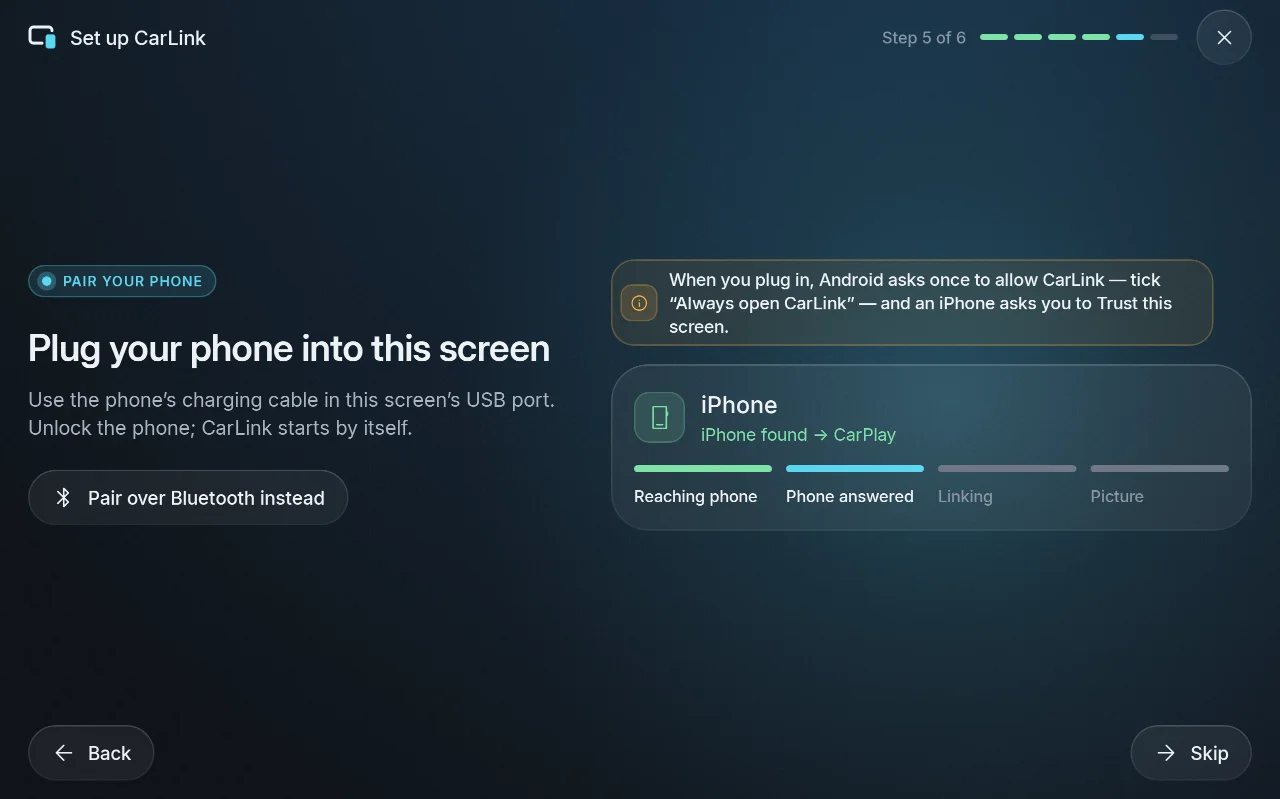 Set up CarLink
Step 5 of 6
PAIR YOUR PHONE
Plug your phone into this screen
Use the phone’s charging cable in this screen’s USB port.
Unlock the phone; CarLink starts by itself.
Pair over Bluetooth instead
When you plug in, Android asks once to allow CarLink — tick
“Always open CarLink” — and an iPhone asks you to Trust this
screen.
iPhone
iPhone found → CarPlay
Reaching phone
Phone answered
Linking
Picture
Back
Skip